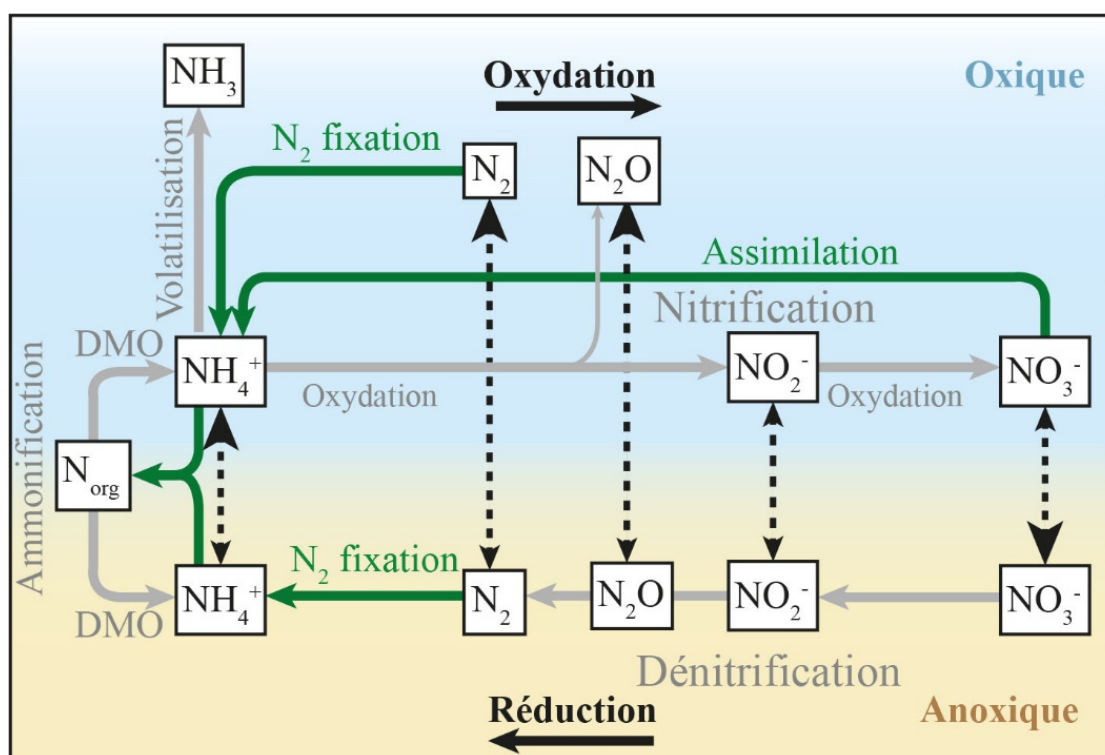 NH₃
Oxydation
Oxique
N₂ fixation
N₂
N₂O
Volatilisation
Assimilation
Nitrification
DMO
NH₄⁺
Oxydation
NO₂⁻
Oxydation
NO₃⁻
Ammonification
N
org
N₂ fixation
DMO
NH₄⁺
N₂
N₂O
NO₂⁻
NO₃⁻
Dénitrification
Réduction
Anoxique